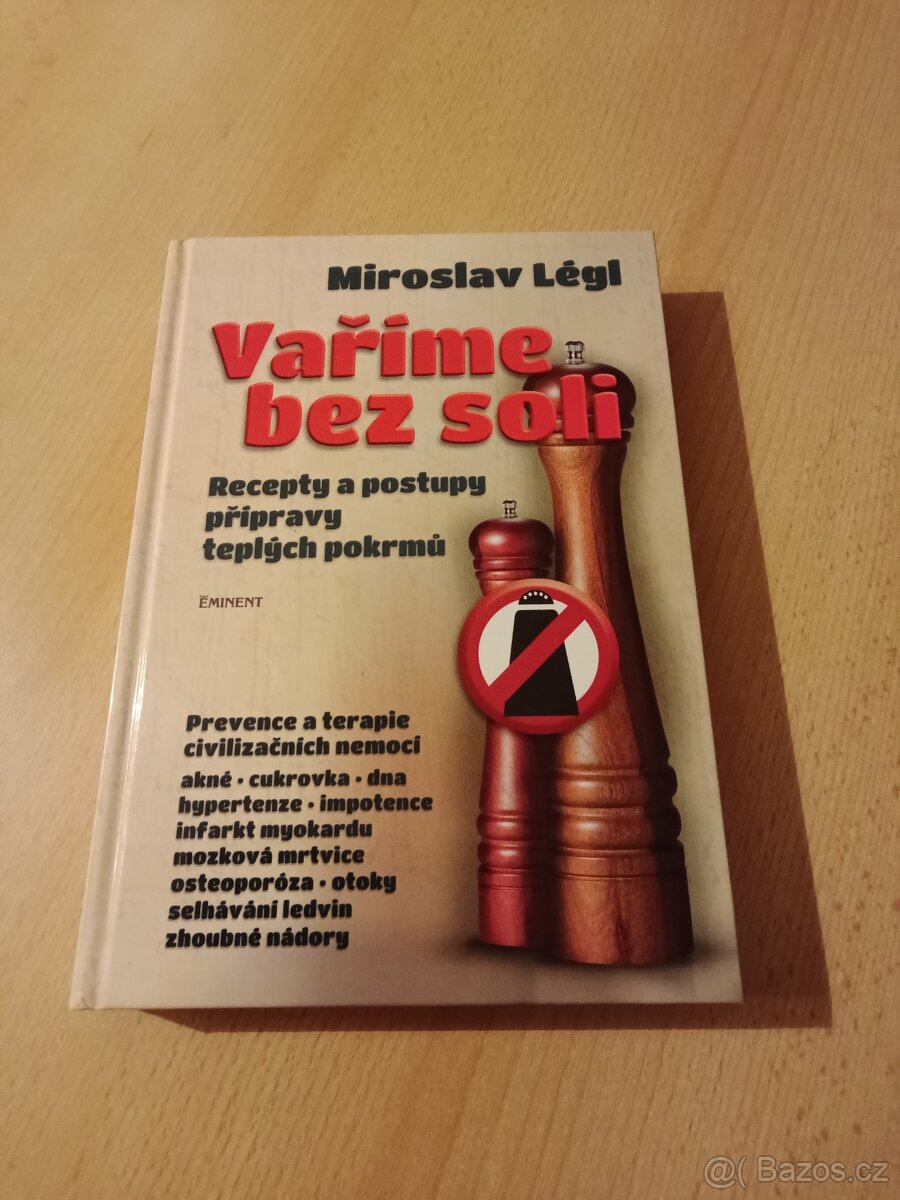 Miroslav Légl
Vaříme
bez soli
Recepty a postupy
přípravy
teplých pokrmů
EMINENT
Prevence a terapie
civilizačních nemocí
akné · cukrovka · dna
hypertenze · impotence
infarkt myokardu
mozková mrtvice
osteoporóza · otoky
selhávání ledvin
zhoubné nádory
@( Bazos.cz